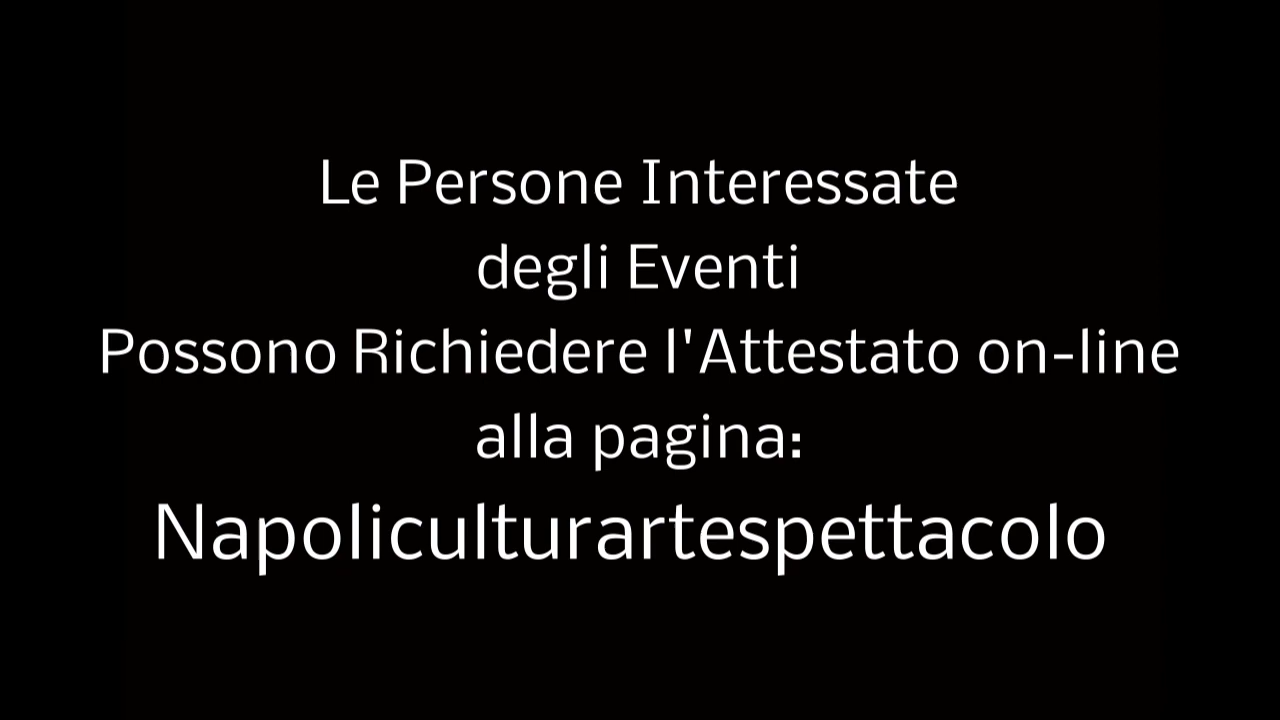 Le Persone Interessate
degli Eventi
Possono Richiedere l'Attestato on-line
alla pagina:
Napoliculturartespettacolo